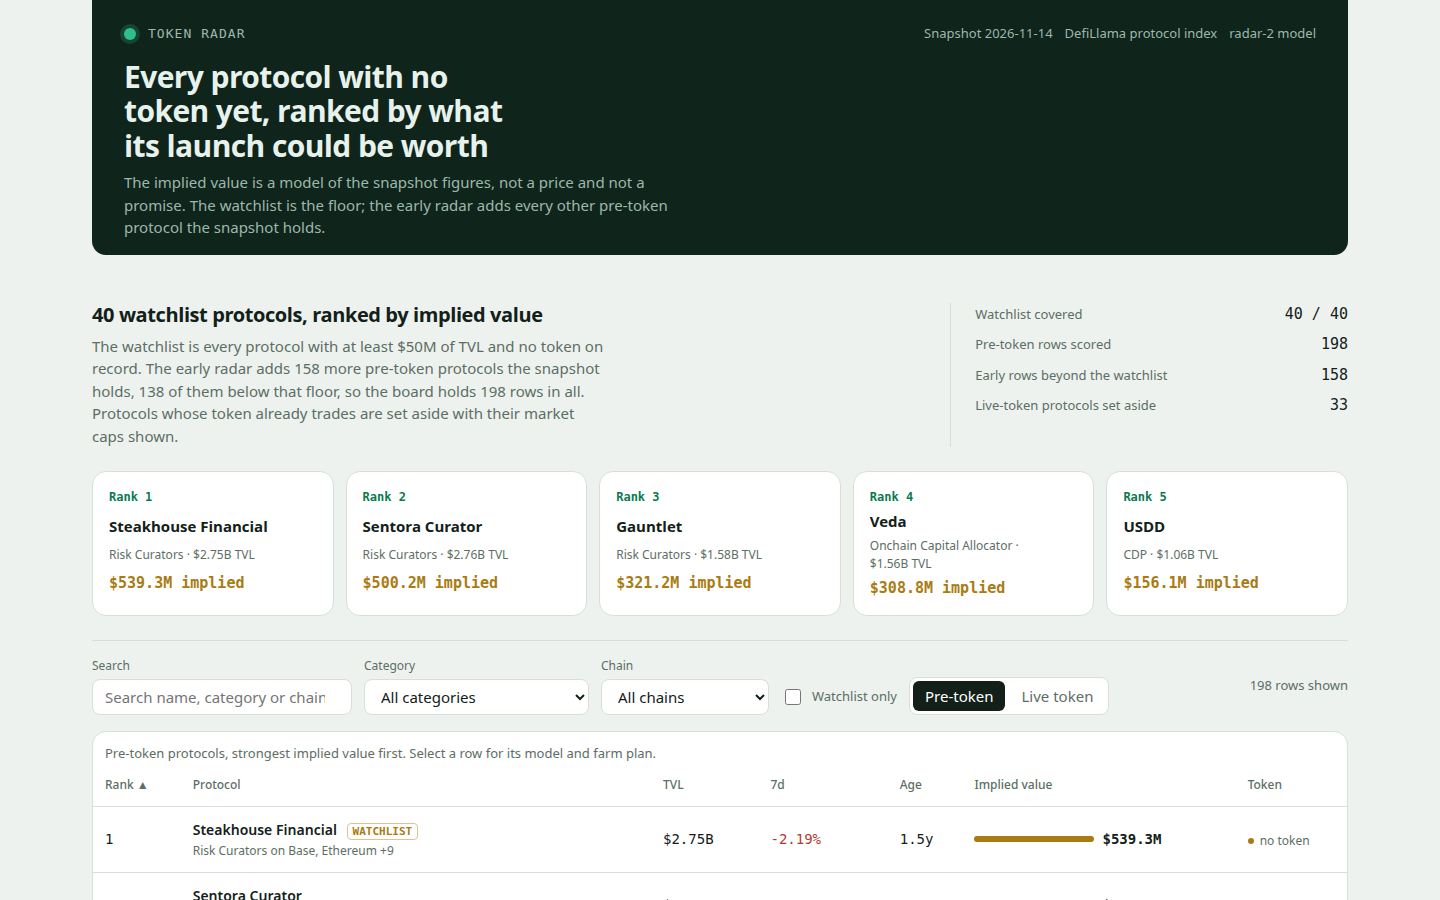 TOKEN RADAR
Snapshot 2026-11-14 DefiLlama protocol index radar-2 model
Every protocol with no
token yet, ranked by what
its launch could be worth
The implied value is a model of the snapshot figures, not a price and not a
promise. The watchlist is the floor; the early radar adds every other pre-token
protocol the snapshot holds.
40 watchlist protocols, ranked by implied value
The watchlist is every protocol with at least $50M of TVL and no token on
record. The early radar adds 158 more pre-token protocols the snapshot
holds, 138 of them below that floor, so the board holds 198 rows in all.
Protocols whose token already trades are set aside with their market
caps shown.
Watchlist covered 40 / 40
Pre-token rows scored 198
Early rows beyond the watchlist 158
Live-token protocols set aside 33
Rank 1
Steakhouse Financial
Risk Curators · $2.75B TVL
$539.3M implied
Rank 2
Sentora Curator
Risk Curators · $2.76B TVL
$500.2M implied
Rank 3
Gauntlet
Risk Curators · $1.58B TVL
$321.2M implied
Rank 4
Veda
Onchain Capital Allocator ·
$1.56B TVL
$308.8M implied
Rank 5
USDD
CDP · $1.06B TVL
$156.1M implied
Search
Search name, category or chain
Category
All categories
Chain
All chains
Watchlist only
Pre-token
Live token
198 rows shown
Pre-token protocols, strongest implied value first. Select a row for its model and farm plan.
Rank ▲ Protocol TVL 7d Age Implied value Token
1 Steakhouse Financial WATCHLIST $2.75B -2.19% 1.5y $539.3M no token
Risk Curators on Base, Ethereum +9
Sentora Curator